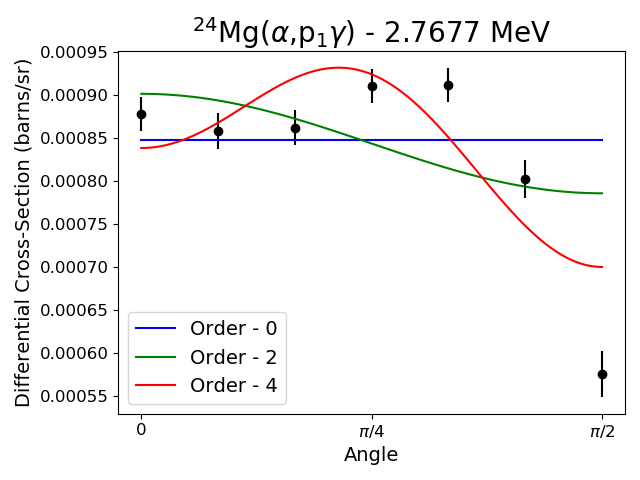 ²⁴Mg(α,p₁γ) - 2.7677 MeV
Differential Cross-Section (barns/sr)
0.00095
0.00090
0.00085
0.00080
0.00075
0.00070
0.00065
0.00060
0.00055
Order - 0
Order - 2
Order - 4
0 π/4 π/2
Angle